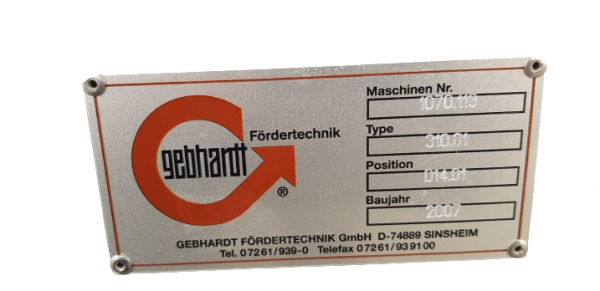 gebhardt
Fördertechnik
®
Maschinen Nr.
1070.113
Type
310.01
Position
014.01
Baujahr
2007
GEBHARDT FÖRDERTECHNIK GmbH D-74889 SINSHEIM
Tel. 07261/939-0 Telefax 07261/939100